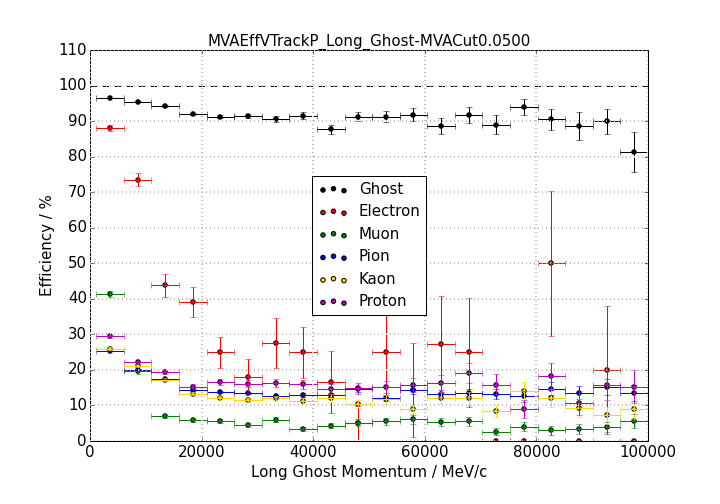 MVAEffVTrackP_Long_Ghost-MVACut0.0500
110
100
90
80
70
60
50
40
30
20
10
0
Efficiency / %
Ghost
Electron
Muon
Pion
Kaon
Proton
0 20000 40000 60000 80000 100000
Long Ghost Momentum / MeV/c